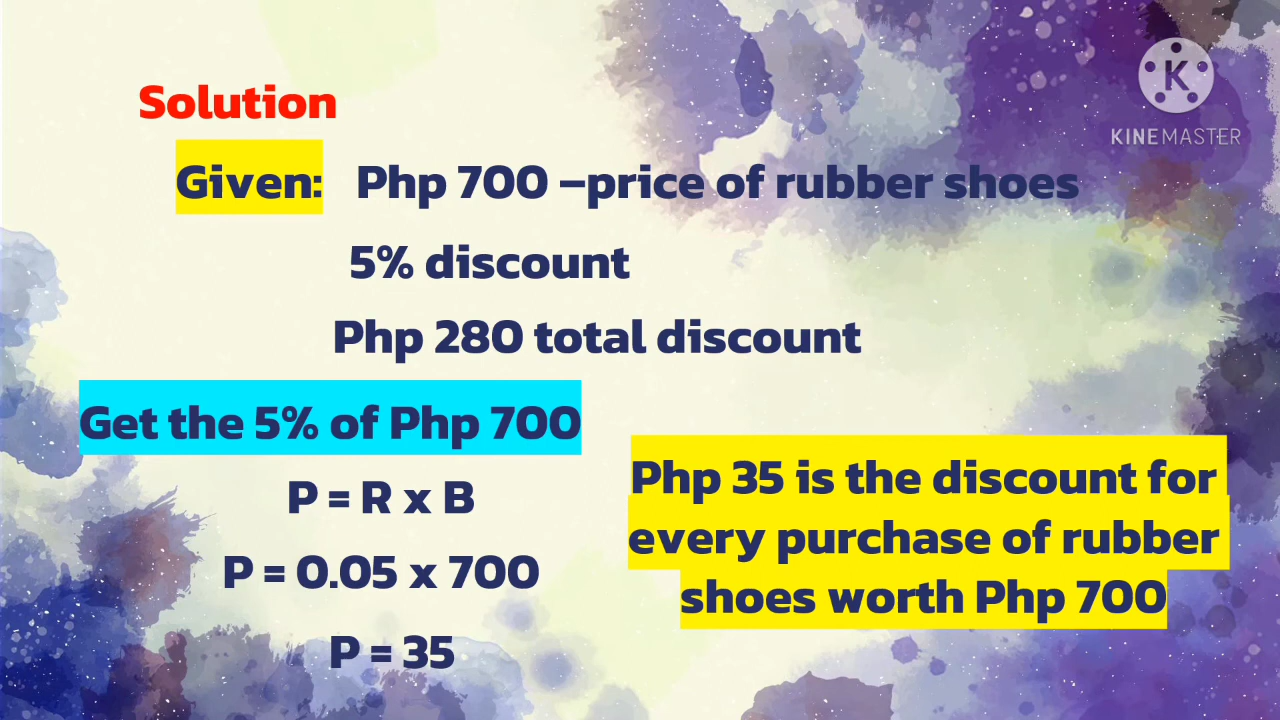 K
KINEMASTER
Solution
Given: Php 700 –price of rubber shoes
5% discount
Php 280 total discount
Get the 5% of Php 700
P = R x B
P = 0.05 x 700
P = 35
Php 35 is the discount for
every purchase of rubber
shoes worth Php 700